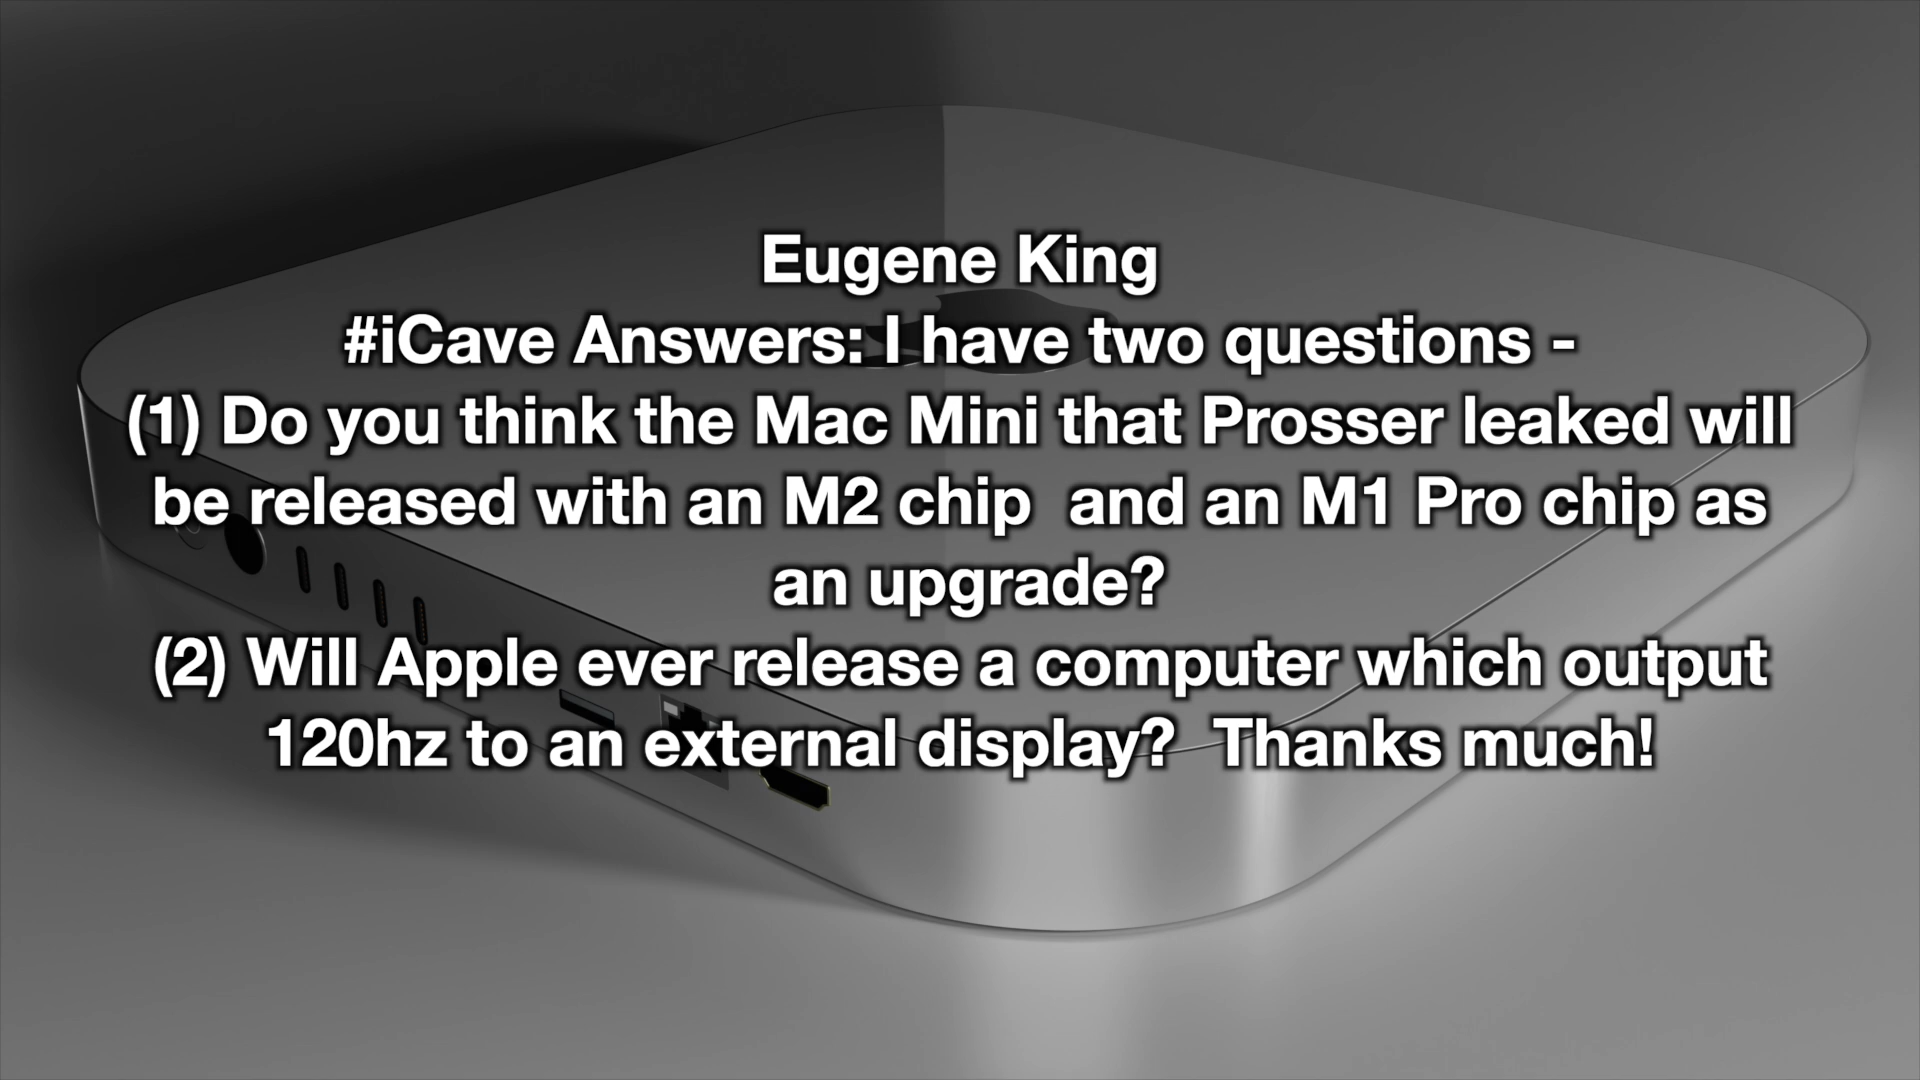 Eugene King
#iCave Answers: I have two questions -
(1) Do you think the Mac Mini that Prosser leaked will
be released with an M2 chip  and an M1 Pro chip as
an upgrade?
(2) Will Apple ever release a computer which output
120hz to an external display?  Thanks much!